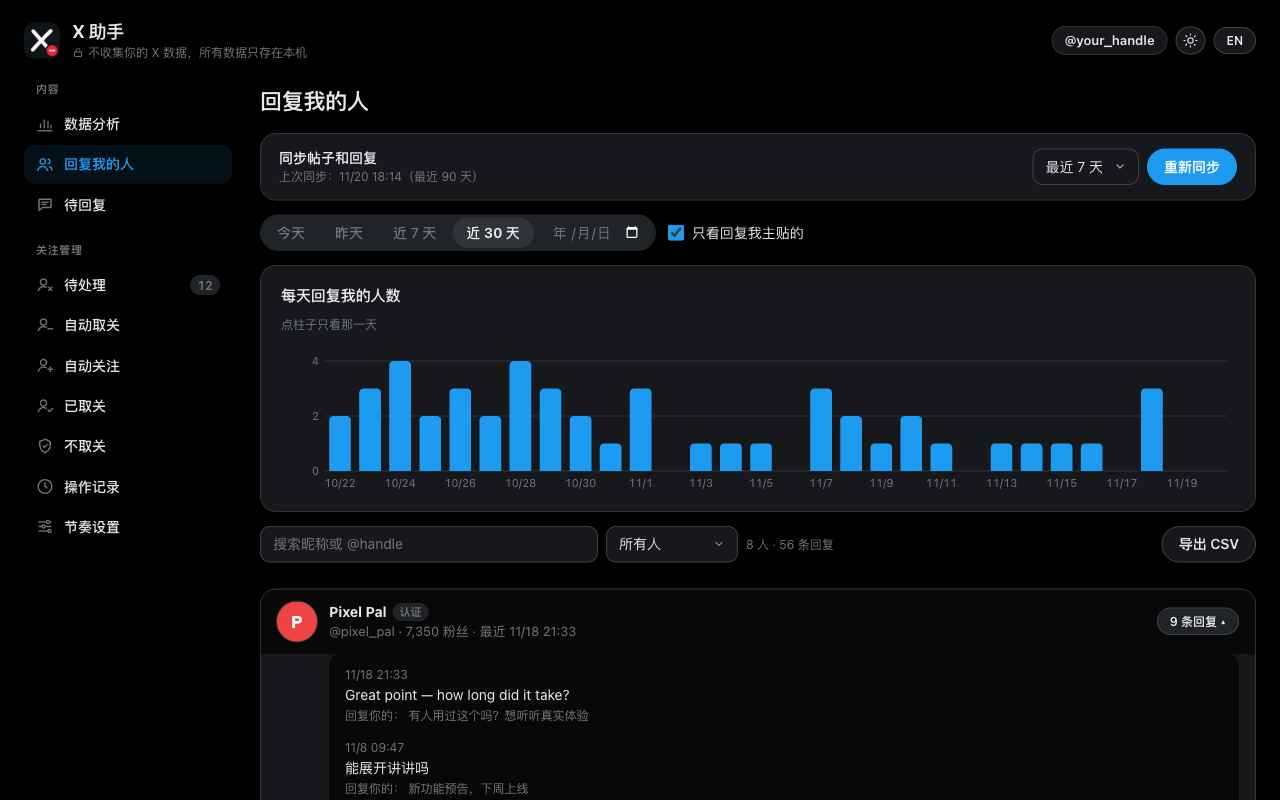 X 助手
不收集你的 X 数据，所有数据只存在本机
@your_handle
EN
内容
数据分析
回复我的人
待回复
关注管理
待处理 12
自动取关
自动关注
已取关
不取关
操作记录
节奏设置
回复我的人
同步帖子和回复
上次同步：11/20 18:14（最近 90 天）
最近 7 天
重新同步
今天 昨天 近 7 天 近 30 天 年 /月/日
只看回复我主贴的
每天回复我的人数
点柱子只看那一天
4
2
0
10/22 10/24 10/26 10/28 10/30 11/1 11/3 11/5 11/7 11/9 11/11 11/13 11/15 11/17 11/19
搜索昵称或 @handle
所有人
8 人 · 56 条回复
导出 CSV
P
Pixel Pal 认证
@pixel_pal · 7,350 粉丝 · 最近 11/18 21:33
9 条回复 ▴
11/18 21:33
Great point — how long did it take?
回复你的： 有人用过这个吗？想听听真实体验
11/8 09:47
能展开讲讲吗
回复你的： 新功能预告，下周上线